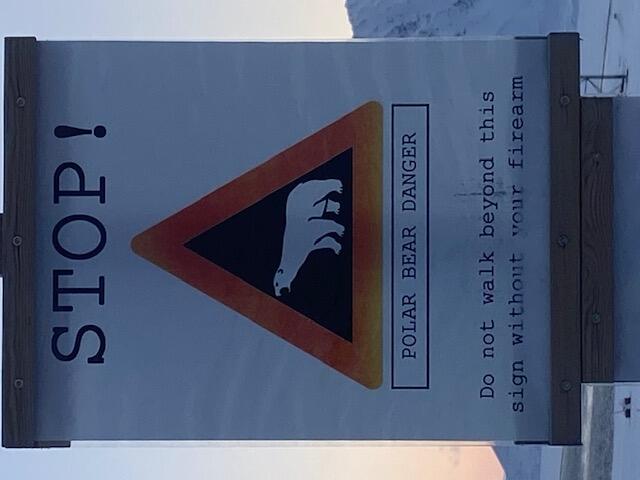 STOP!
POLAR BEAR DANGER
Do not walk beyond this
sign without your firearm